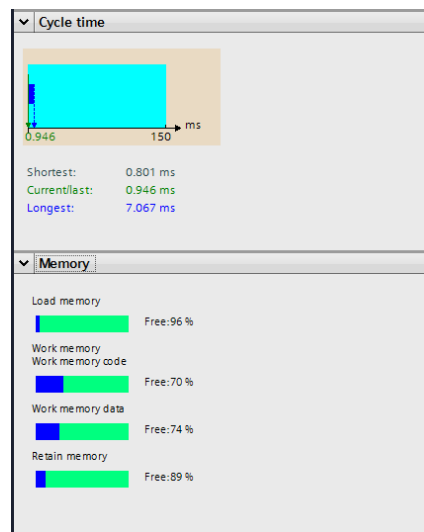 Cycle time
ms
0.946 150
Shortest: 0.801 ms
Current/last: 0.946 ms
Longest: 7.067 ms
Memory
Load memory
Free:96 %
Work memory
Work memory code
Free:70 %
Work memory data
Free:74 %
Retain memory
Free:89 %